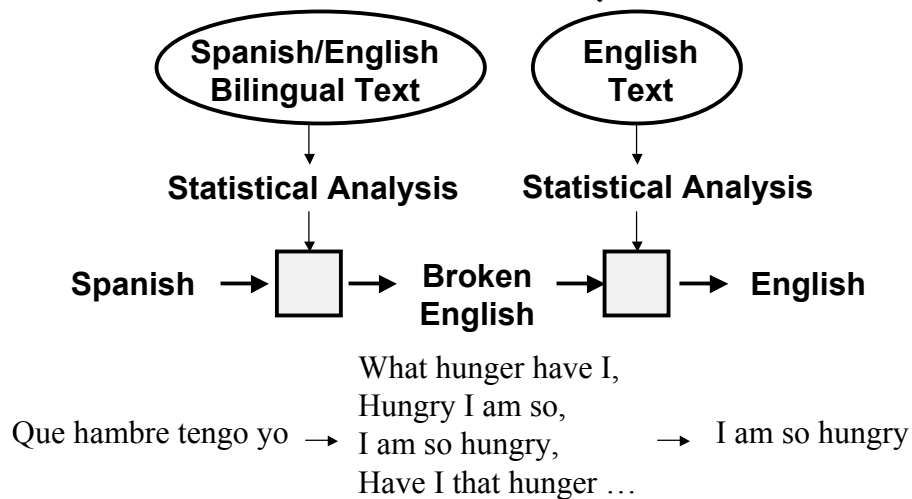 Spanish/English
Bilingual Text
English
Text
Statistical Analysis
Statistical Analysis
Spanish
Broken
English
English
Que hambre tengo yo
What hunger have I,
Hungry I am so,
I am so hungry,
Have I that hunger …
I am so hungry